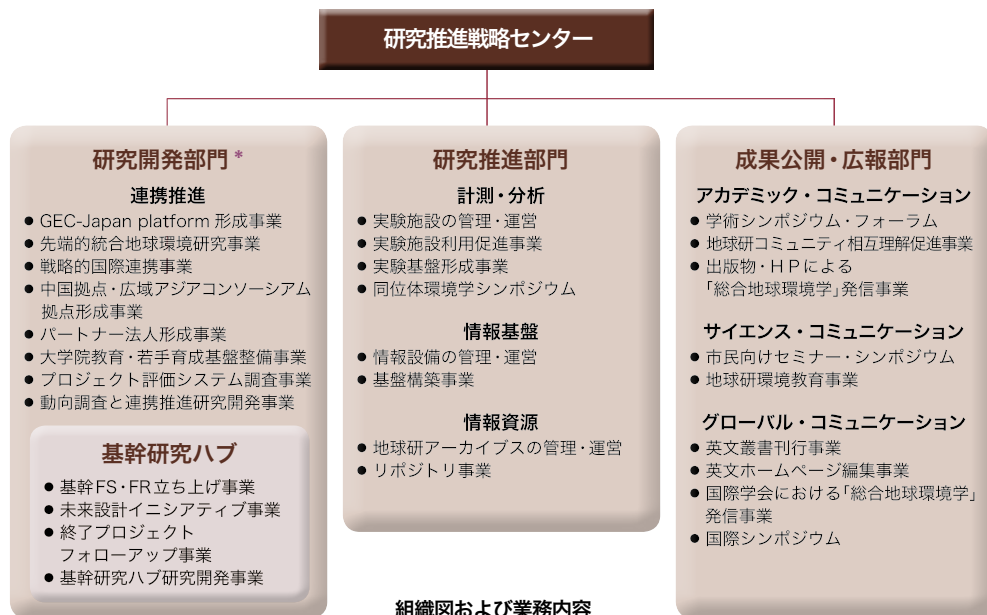 研究推進戦略センター
研究開発部門*
連携推進
● GEC-Japan platform 形成事業
● 先端的統合地球環境研究事業
● 戦略的国際連携事業
● 中国拠点・広域アジアコンソーシアム
拠点形成事業
● パートナー法人形成事業
● 大学院教育・若手育成基盤整備事業
● プロジェクト評価システム調査事業
● 動向調査と連携推進研究開発事業
基幹研究ハブ
● 基幹FS・FR立ち上げ事業
● 未来設計イニシアティブ事業
● 終了プロジェクト
フォローアップ事業
● 基幹研究ハブ研究開発事業
研究推進部門
計測・分析
● 実験施設の管理・運営
● 実験施設利用促進事業
● 実験基盤形成事業
● 同位体環境学シンポジウム
情報基盤
● 情報設備の管理・運営
● 基盤構築事業
情報資源
● 地球研アーカイブスの管理・運営
● リポジトリ事業
成果公開・広報部門
アカデミック・コミュニケーション
● 学術シンポジウム・フォーラム
● 地球研コミュニティ相互理解促進事業
● 出版物・ＨＰによる
「総合地球環境学」発信事業
サイエンス・コミュニケーション
● 市民向けセミナー・シンポジウム
● 地球研環境教育事業
グローバル・コミュニケーション
● 英文叢書刊行事業
● 英文ホームページ編集事業
● 国際学会における「総合地球環境学」
発信事業
● 国際シンポジウム
組織図および業務内容